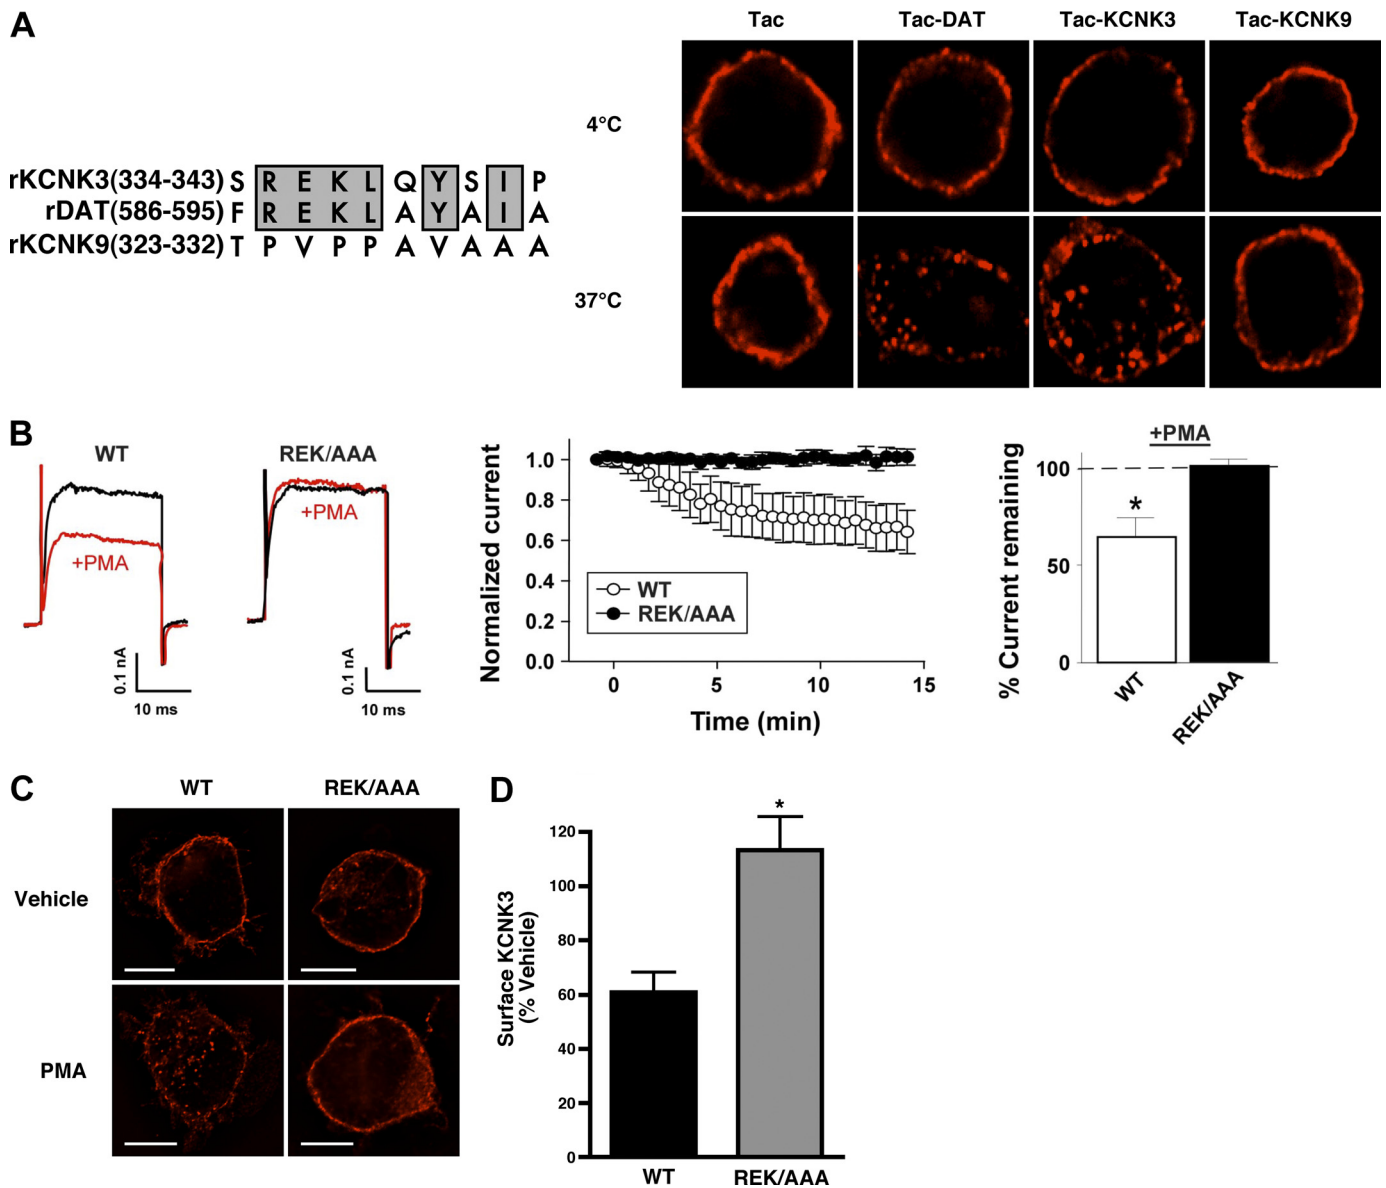 A
Tac Tac-DAT Tac-KCNK3 Tac-KCNK9
4°C
rKCNK3(334-343) S R E K L Q Y S I P
rDAT(586-595) F R E K L A Y A I A
rKCNK9(323-332) T P V P P A V A A A
37°C
B
WT REK/AAA
+PMA
+PMA
0.1 nA
10 ms
0.1 nA
10 ms
Normalized current
1.0
0.8
0.6
0.4
0.2
0.0
WT
REK/AAA
0 5 10 15
Time (min)
+PMA
% Current remaining
100
50
0
*
WT
REK/AAA
C
WT REK/AAA
Vehicle
PMA
D
Surface KCNK3
(% Vehicle)
120
100
80
60
40
20
0
*
WT REK/AAA